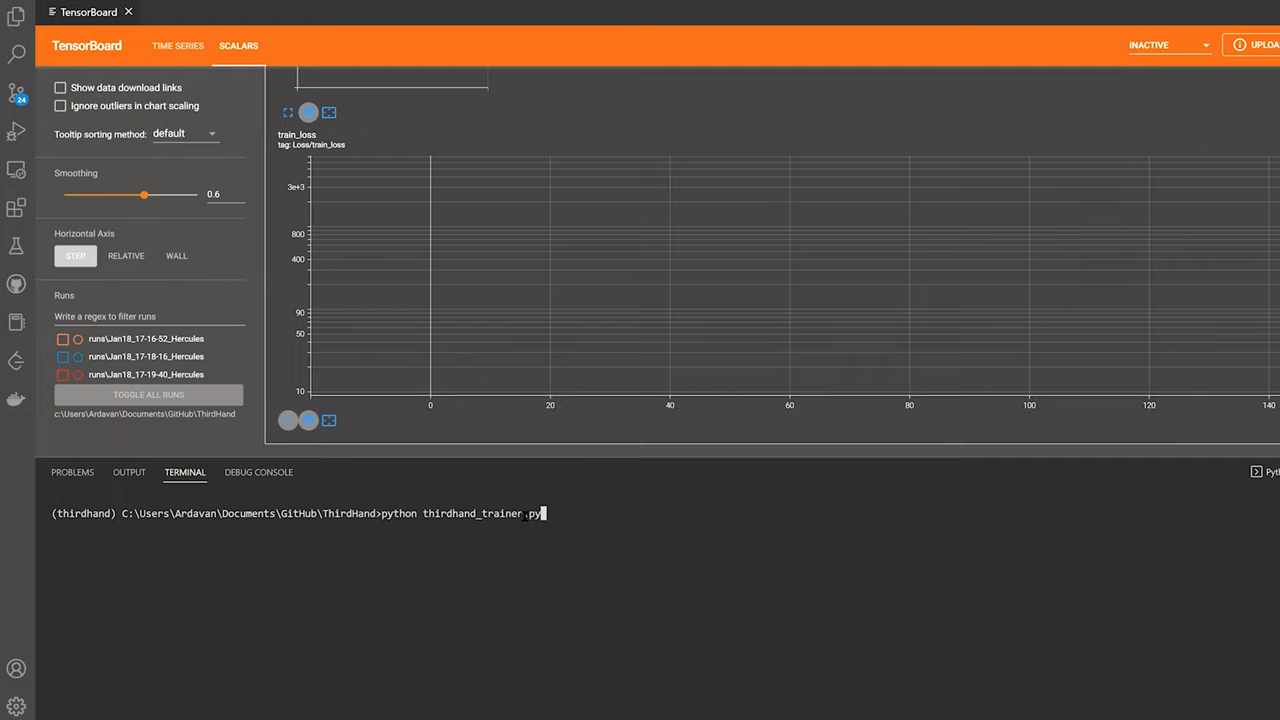 TensorBoard
TensorBoard
TIME SERIES
SCALARS
INACTIVE
UPLOA
Show data download links
Ignore outliers in chart scaling
Tooltip sorting method: default
Smoothing
0.6
Horizontal Axis
STEP
RELATIVE
WALL
Runs
Write a regex to filter runs
runs\Jan18_17-16-52_Hercules
runs\Jan18_17-18-16_Hercules
runs\Jan18_17-19-40_Hercules
TOGGLE ALL RUNS
c:\Users\Ardavan\Documents\GitHub\ThirdHand
train_loss
tag: Loss/train_loss
3e+3
800
400
90
50
10
0 20 40 60 80 100 120 140
24
PROBLEMS
OUTPUT
TERMINAL
DEBUG CONSOLE
Pyth
(thirdhand) C:\Users\Ardavan\Documents\GitHub\ThirdHand>python thirdhand_trainer.py